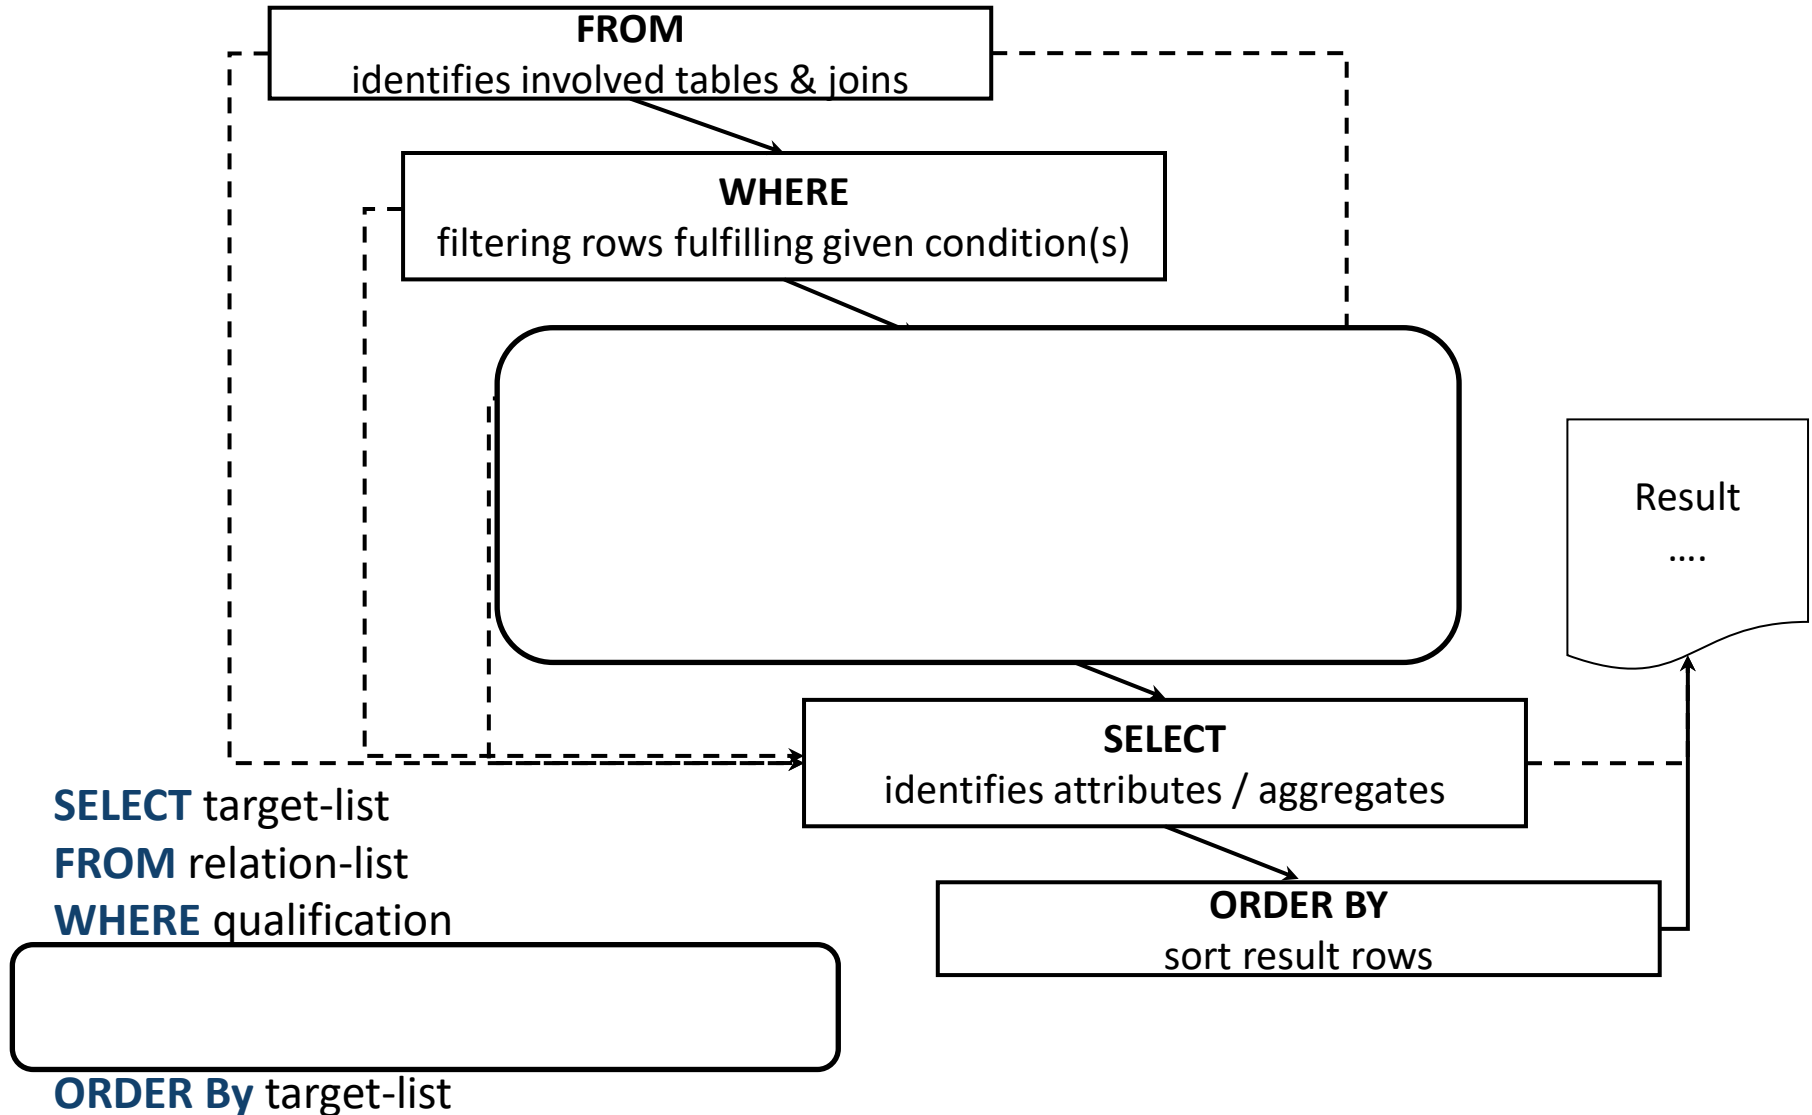 FROM
identifies involved tables & joins
WHERE
filtering rows fulfilling given condition(s)
Result
....
SELECT
identifies attributes / aggregates
ORDER BY
sort result rows
SELECT target-list
FROM relation-list
WHERE qualification
ORDER By target-list